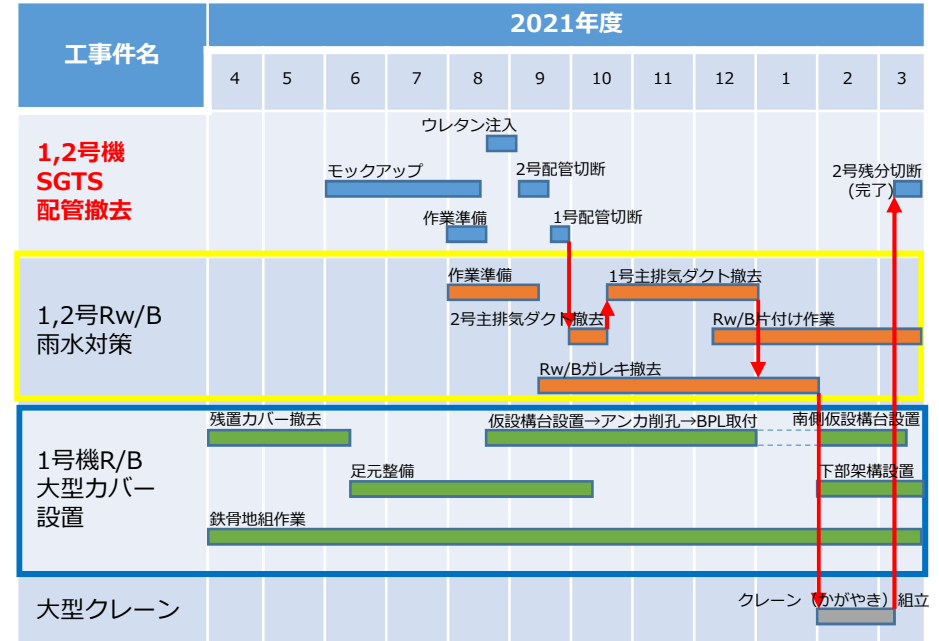 工事件名
2021年度
4 5 6 7 8 9 10 11 12 1 2 3
1,2号機
SGTS
配管撤去
ウレタン注入
モックアップ
2号配管切断
2号残分切断
(完了)
作業準備
1号配管切断
1,2号Rw/B
雨水対策
作業準備
1号主排気ダクト撤去
2号主排気ダクト撤去
Rw/B片付け作業
Rw/Bガレキ撤去
1号機R/B
大型カバー
設置
残置カバー撤去
仮設構台設置→アンカ削孔→BPL取付
南側仮設構台設置
足元整備
下部架構設置
鉄骨地組作業
大型クレーン
クレーン（かがやき）組立